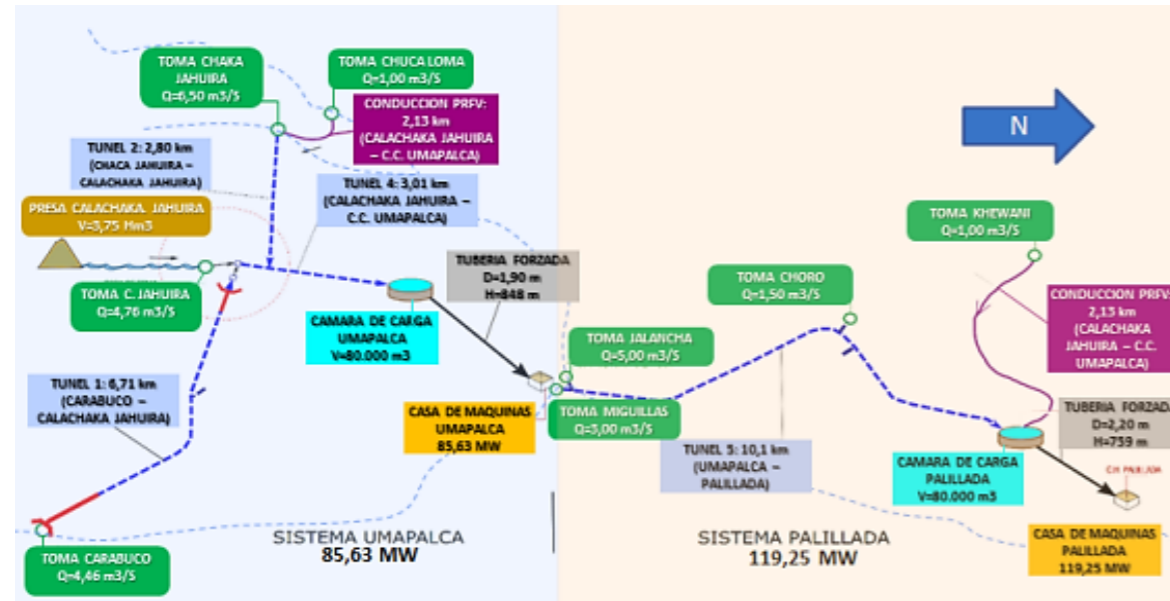 TOMA CHAKA
JAHUIRA
Q=6,50 m3/S
TOMA CHUCALOMA
Q=1,00 m3/S
CONDUCCION PRFV:
2,13 km
(CALACHAKA JAHUIRA
– C.C. UMAPALCA)
N
TUNEL 2: 2,80 km
(CHACA JAHUIRA –
CALACHAKA JAHUIRA)
TUNEL 4: 3,01 km
(CALACHAKA JAHUIRA –
C.C. UMAPALCA)
PRESA CALACHAKA JAHUIRA
V=3,75 Hm3
TOMA C. JAHUIRA
Q=4,76 m3/S
TUBERIA FORZADA
D=1,90 m
H=848 m
CAMARA DE CARGA
UMAPALCA
V=80.000 m3
TUNEL 1: 6,71 km
(CARABUCO –
CALACHAKA JAHUIRA)
CASA DE MAQUINAS
UMAPALCA
85,63 MW
TOMA CARABUCO
Q=4,46 m3/S
SISTEMA UMAPALCA
85,63 MW
TOMA JALANCHA
Q=5,00 m3/S
TOMA MIGUILLAS
Q=3,00 m3/S
TOMA CHORO
Q=1,50 m3/S
TOMA KHEWANI
Q=1,00 m3/S
CONDUCCION PRFV:
2,13 km
(CALACHAKA
JAHUIRA – C.C.
UMAPALCA)
TUNEL 5: 10,1 km
(UMAPALCA –
PALILLADA)
CAMARA DE CARGA
PALILLADA
V=80.000 m3
TUBERIA FORZADA
D=2,20 m
H=759 m
C.H. PALILLADA
CASA DE MAQUINAS
PALILLADA
119,25 MW
SISTEMA PALILLADA
119,25 MW